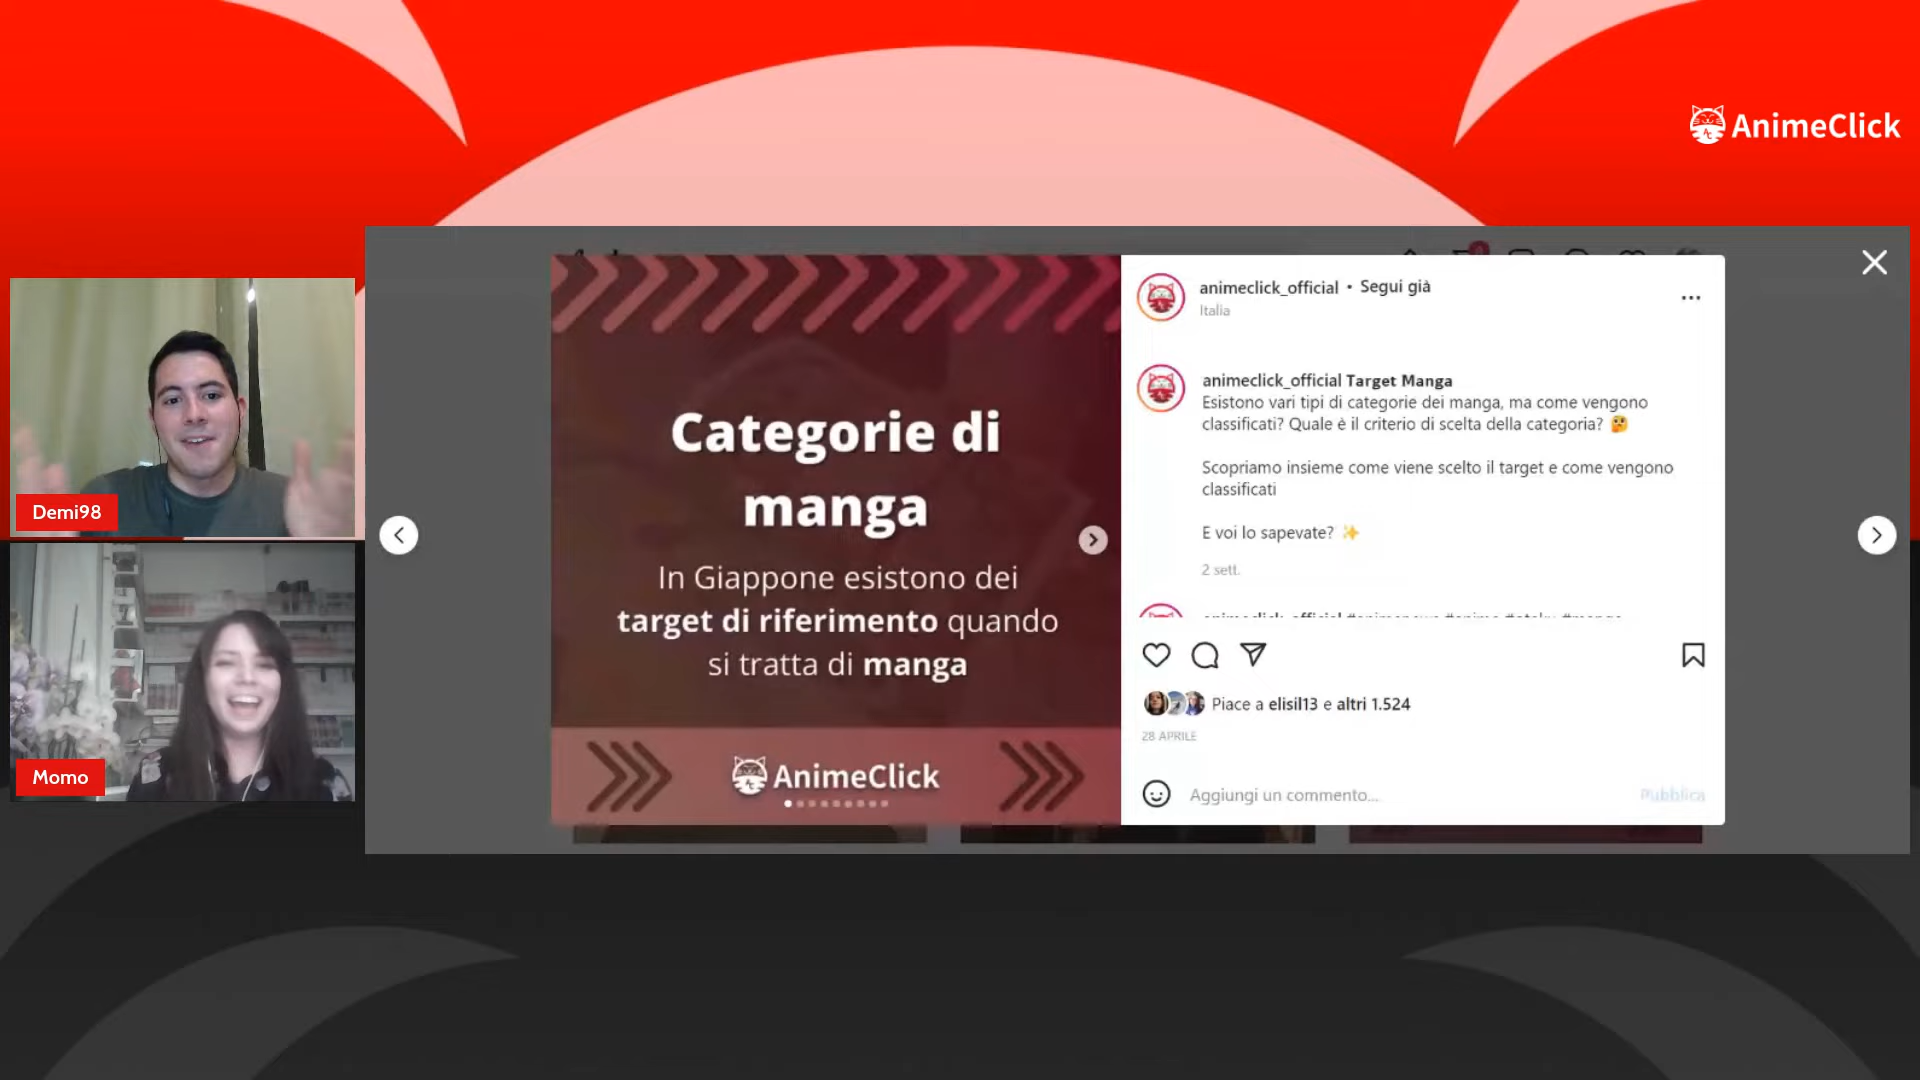 AnimeClick
Demi98
Momo
Categorie di
manga
In Giappone esistono dei
target di riferimento quando
si tratta di manga
AnimeClick
animeclick_official • Segui già
Italia
animeclick_official Target Manga
Esistono vari tipi di categorie dei manga, ma come vengono
classificati? Quale è il criterio di scelta della categoria? 🤔
Scopriamo insieme come viene scelto il target e come vengono
classificati
E voi lo sapevate? ✨
2 sett.
Piace a elisil13 e altri 1.524
28 APRILE
Aggiungi un commento...
Pubblica